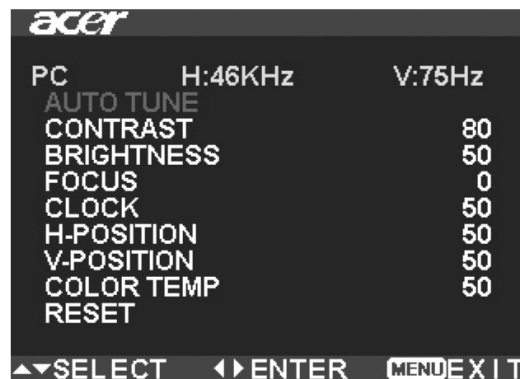 acer
PC H:46KHz V:75Hz
AUTO TUNE
CONTRAST 80
BRIGHTNESS 50
FOCUS 0
CLOCK 50
H-POSITION 50
V-POSITION 50
COLOR TEMP 50
RESET
▲▼SELECT ◀▶ENTER MENU EXIT